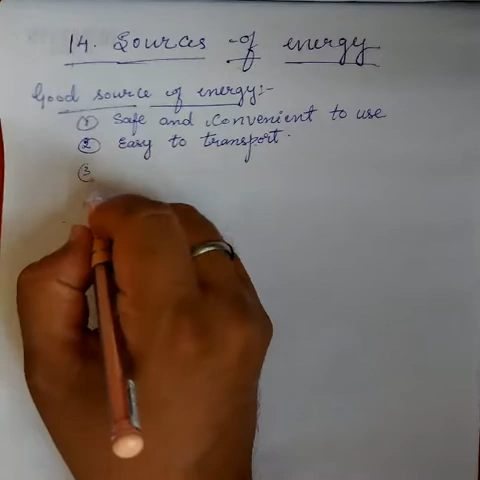 14. Sources of energy
Good source of energy:-
① Safe and convenient to use
② Easy to transport.
③